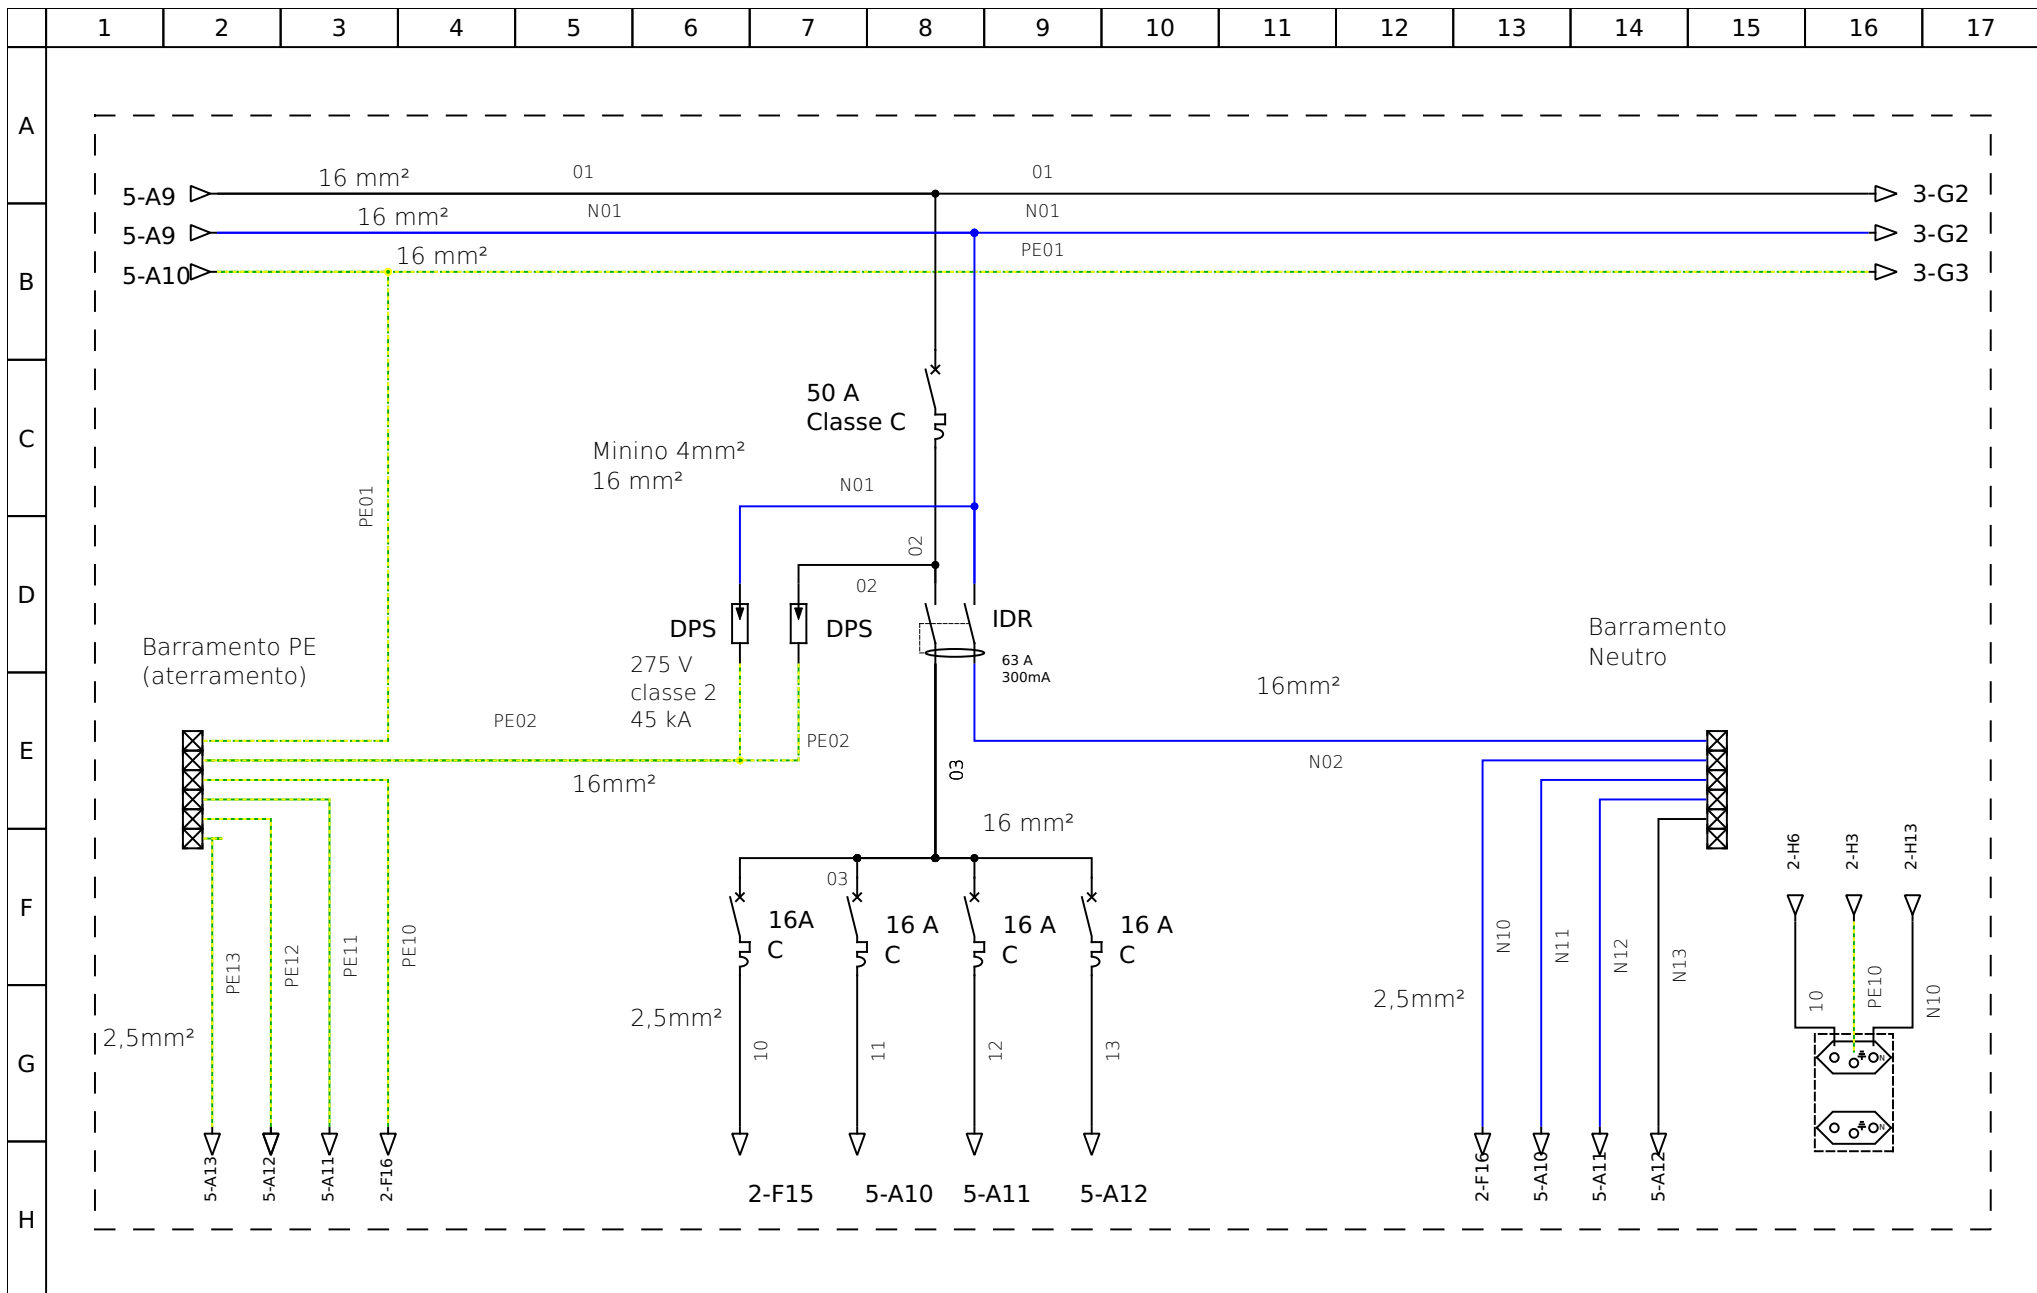 1 2 3 4 5 6 7 8 9 10 11 12 13 14 15 16 17
A
16 mm² 01 01
5-A9 3-G2
16 mm² N01 N01
5-A9 3-G2
16 mm² PE01
5-A10 3-G3
B
50 A
Classe C
C
Minino 4mm²
16 mm²
N01
PE01
02
02
D
DPS DPS IDR
63 A
300mA
275 V
classe 2
45 kA
Barramento PE
(aterramento)
Barramento
Neutro
16mm²
PE02
PE02
E
N02
03
16mm²
16 mm²
2-H6 2-H3 2-H13
03
F
16A
C
16 A
C
16 A
C
16 A
C
PE13 PE12 PE11 PE10
N10 N11 N12 N13
10 PE10 N10
2,5mm²
2,5mm²
2,5mm²
10 11 12 13
G
N
N
5-A13 5-A12 5-A11 2-F16
2-F15 5-A10 5-A11 5-A12
2-F16 5-A10 5-A11 5-A12
H